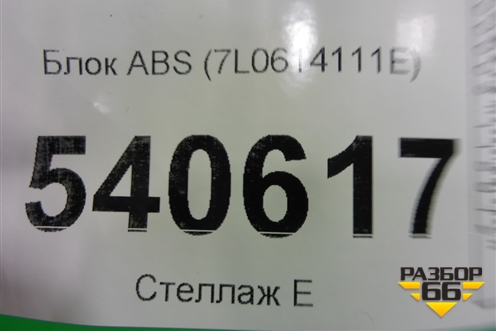 Блок ABS (7L0614111E)
540617
Стеллаж Е
РАЗБОР
66